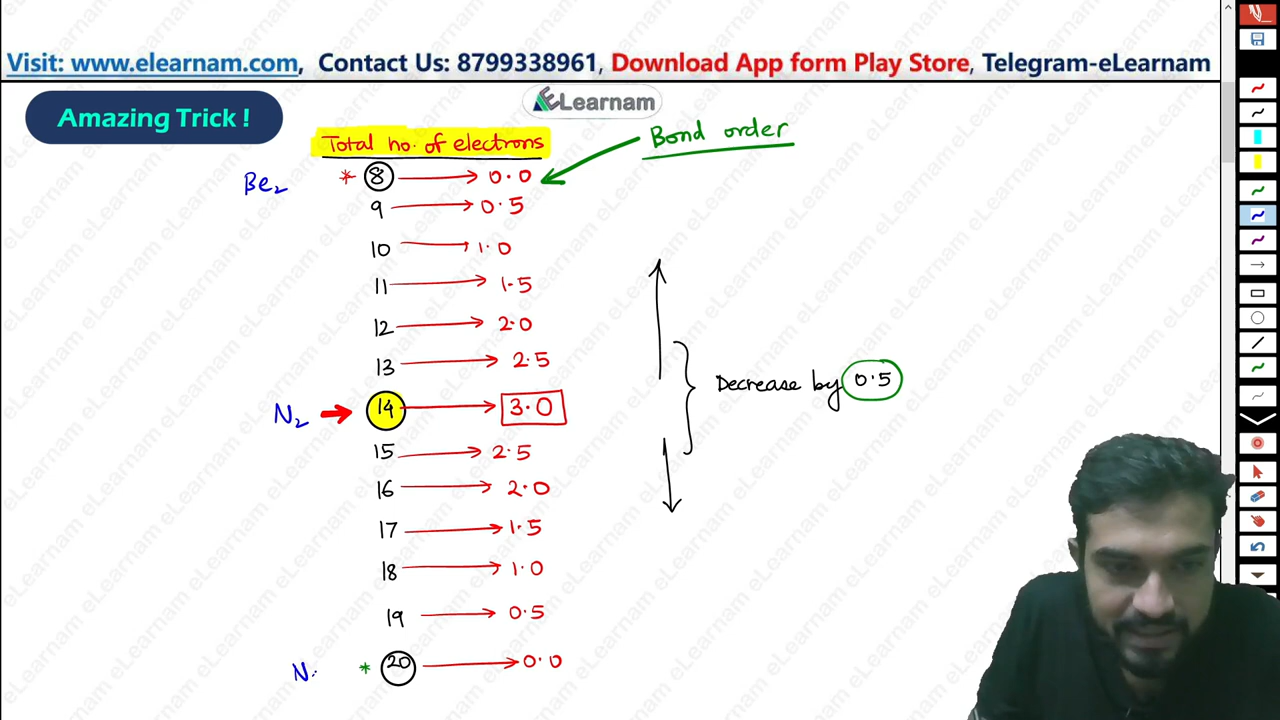 Visit: www.elearnam.com, Contact Us: 8799338961, Download App form Play Store, Telegram-eLearnam
Amazing Trick !
ELearnam
Total no. of electrons
Bond order
Be2 * 8 → 0.0
9 → 0.5
10 → 1.0
11 → 1.5
12 → 2.0
13 → 2.5
Decrease by 0.5
N2 → 14 → 3.0
15 → 2.5
16 → 2.0
17 → 1.5
18 → 1.0
19 → 0.5
N * 20 → 0.0
eLearnam